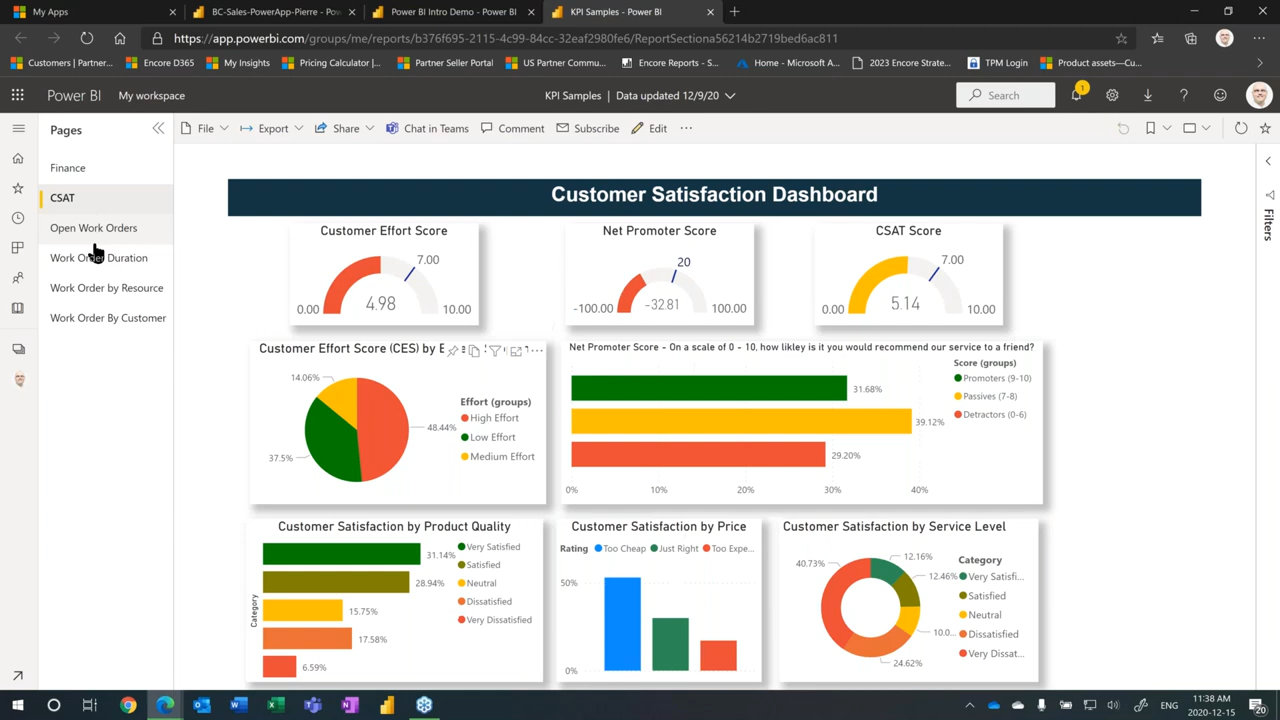 My Apps
BC-Sales-PowerApp-Pierre - Power
Power BI Intro Demo - Power BI
KPI Samples - Power BI
https://app.powerbi.com/groups/me/reports/b376f695-2115-4c99-84cc-32eaf2980fe6/ReportSectiona56214b2719bed6ac811
Customers | Partner...
Encore D365
My Insights
Pricing Calculator |...
Partner Seller Portal
US Partner Commu...
Encore Reports - S...
Home - Microsoft A...
2023 Encore Strate...
TPM Login
Product assets—Cu...
Power BI
My workspace
KPI Samples | Data updated 12/9/20
Search
1
Pages
File
Export
Share
Chat in Teams
Comment
Subscribe
Edit
Finance
CSAT
Open Work Orders
Work Order Duration
Work Order by Resource
Work Order By Customer
Filters
Customer Satisfaction Dashboard
Customer Effort Score
7.00
0.00
4.98
10.00
Net Promoter Score
20
-100.00
-32.81
100.00
CSAT Score
7.00
0.00
5.14
10.00
Customer Effort Score (CES) by
14.06%
48.44%
37.5%
Effort (groups)
High Effort
Low Effort
Medium Effort
Net Promoter Score - On a scale of 0 - 10, how likley is it you would recommend our service to a friend?
Score (groups)
Promoters (9-10)
Passives (7-8)
Detractors (0-6)
31.68%
39.12%
29.20%
0%
10%
20%
30%
40%
Customer Satisfaction by Product Quality
Category
31.14%
28.94%
15.75%
17.58%
6.59%
Very Satisfied
Satisfied
Neutral
Dissatisfied
Very Dissatisfied
Customer Satisfaction by Price
Rating
Too Cheap
Just Right
Too Expe...
50%
0%
Customer Satisfaction by Service Level
40.73%
12.16%
12.46%
10.0...
24.62%
Category
Very Satisfi...
Satisfied
Neutral
Dissatisfied
Very Dissat...
ENG
11:38 AM
2020-12-15
20